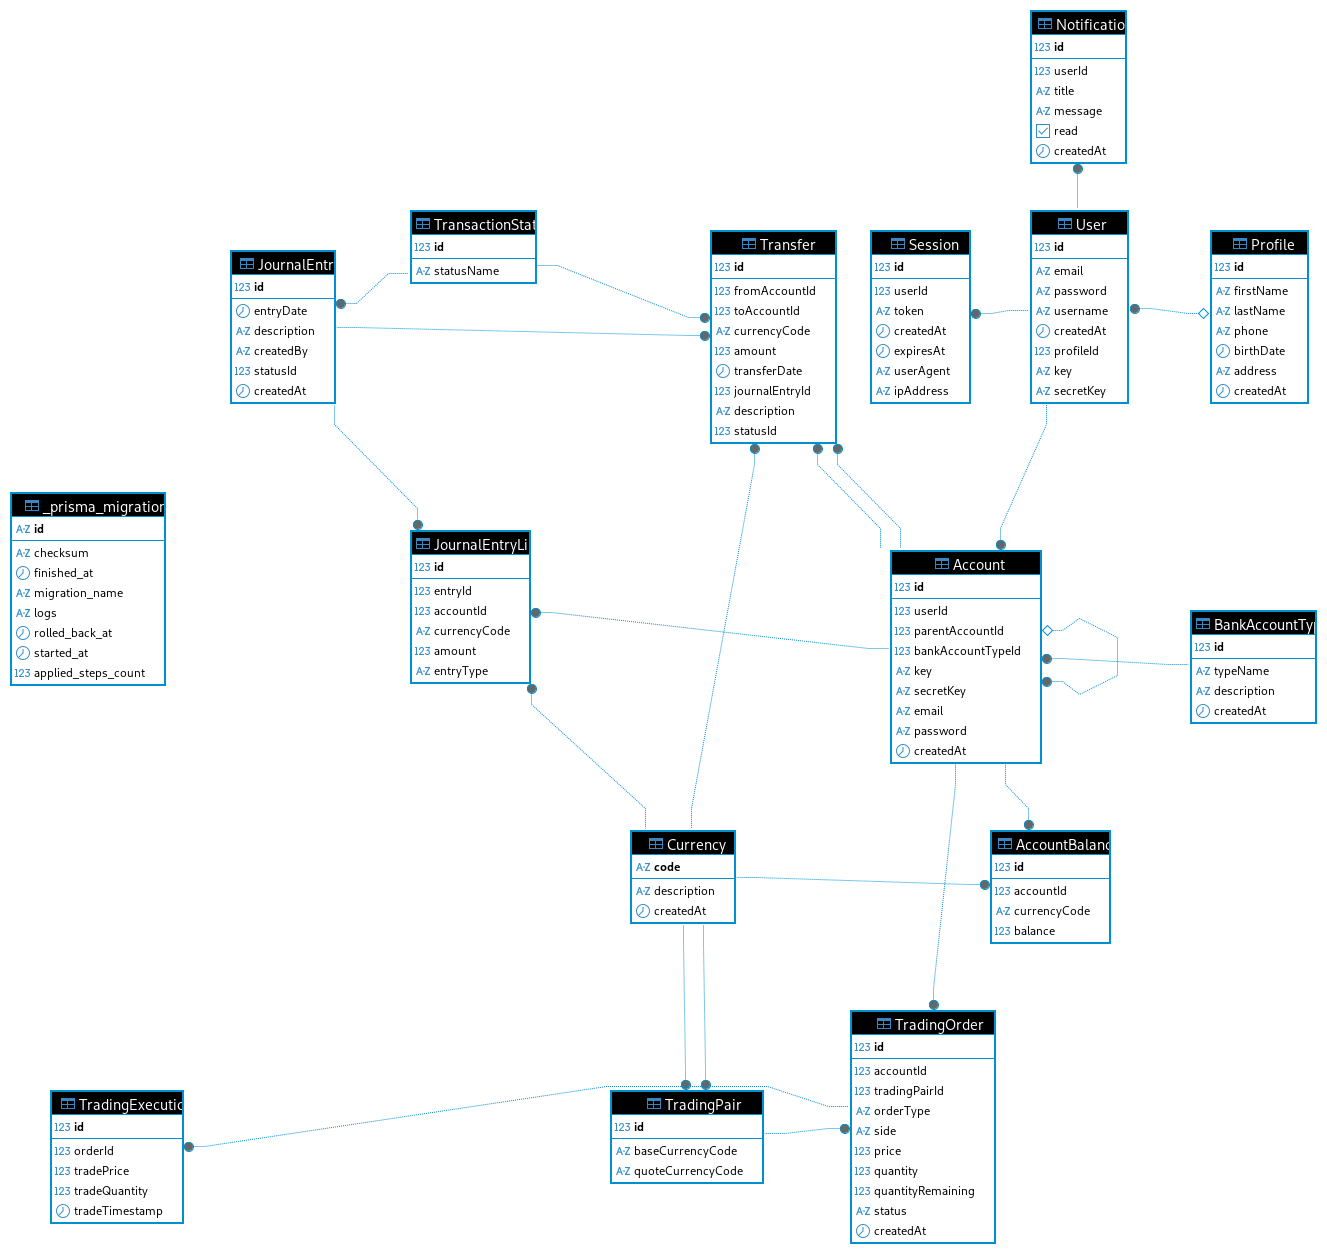 Notificatio
123 id
123 userId
A-Z title
A-Z message
read
createdAt
TransactionStat
123 id
A-Z statusName
JournalEntr
123 id
entryDate
A-Z description
A-Z createdBy
123 statusId
createdAt
Transfer
123 id
123 fromAccountId
123 toAccountId
A-Z currencyCode
123 amount
transferDate
123 journalEntryId
A-Z description
123 statusId
Session
123 id
123 userId
A-Z token
createdAt
expiresAt
A-Z userAgent
A-Z ipAddress
User
123 id
A-Z email
A-Z password
A-Z username
createdAt
123 profileId
A-Z key
A-Z secretKey
Profile
123 id
A-Z firstName
A-Z lastName
A-Z phone
birthDate
A-Z address
createdAt
_prisma_migration
A-Z id
A-Z checksum
finished_at
A-Z migration_name
A-Z logs
rolled_back_at
started_at
123 applied_steps_count
JournalEntryLi
123 id
123 entryId
123 accountId
A-Z currencyCode
123 amount
A-Z entryType
Account
123 id
123 userId
123 parentAccountId
123 bankAccountTypeId
A-Z key
A-Z secretKey
A-Z email
A-Z password
createdAt
BankAccountTyp
123 id
A-Z typeName
A-Z description
createdAt
Currency
A-Z code
A-Z description
createdAt
AccountBalanc
123 id
123 accountId
A-Z currencyCode
123 balance
TradingExecutio
123 id
123 orderId
123 tradePrice
123 tradeQuantity
tradeTimestamp
TradingPair
123 id
A-Z baseCurrencyCode
A-Z quoteCurrencyCode
TradingOrder
123 id
123 accountId
123 tradingPairId
A-Z orderType
A-Z side
123 price
123 quantity
123 quantityRemaining
A-Z status
createdAt